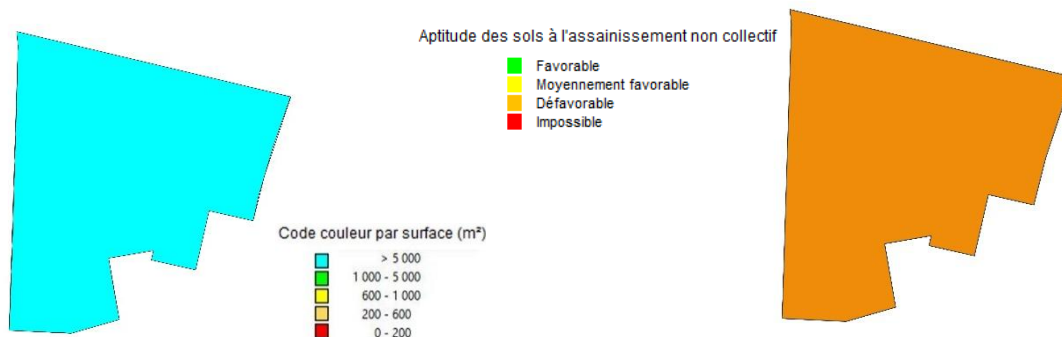 Aptitude des sols à l'assainissement non collectif
Favorable
Moyennement favorable
Défavorable
Impossible
Code couleur par surface (m²)
> 5 000
1 000 - 5 000
600 - 1 000
200 - 600
0 - 200